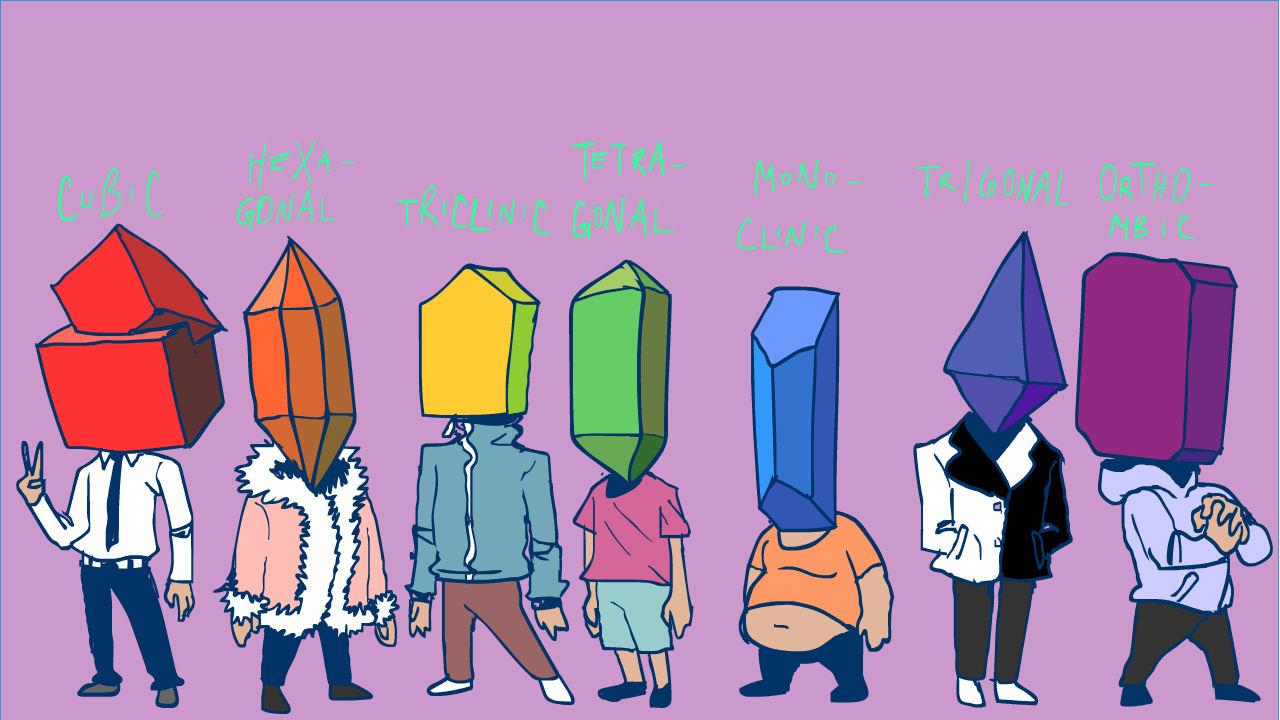 CUBIC
HEXA-
GONAL
TRICLINIC
TETRA-
GONAL
MONO-
CLINIC
TRIGONAL
ORTHO-
MBIC